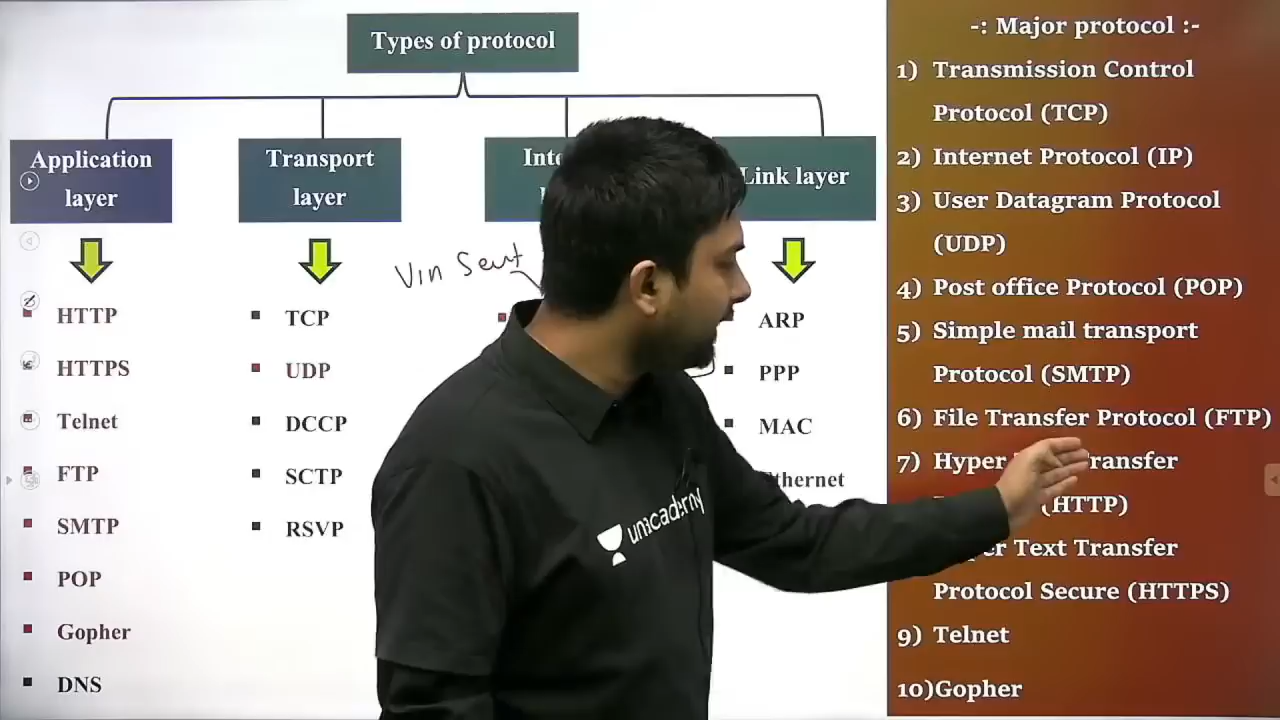 Types of protocol
Application
layer
Transport
layer
Link layer
HTTP
HTTPS
Telnet
FTP
SMTP
POP
Gopher
DNS
TCP
UDP
DCCP
SCTP
RSVP
ARP
PPP
MAC
unacademy
-: Major protocol :-
1) Transmission Control
Protocol (TCP)
2) Internet Protocol (IP)
3) User Datagram Protocol
(UDP)
4) Post office Protocol (POP)
5) Simple mail transport
Protocol (SMTP)
6) File Transfer Protocol (FTP)
7) Hyper
(HTTP)
Text Transfer
Protocol Secure (HTTPS)
9) Telnet
10)Gopher